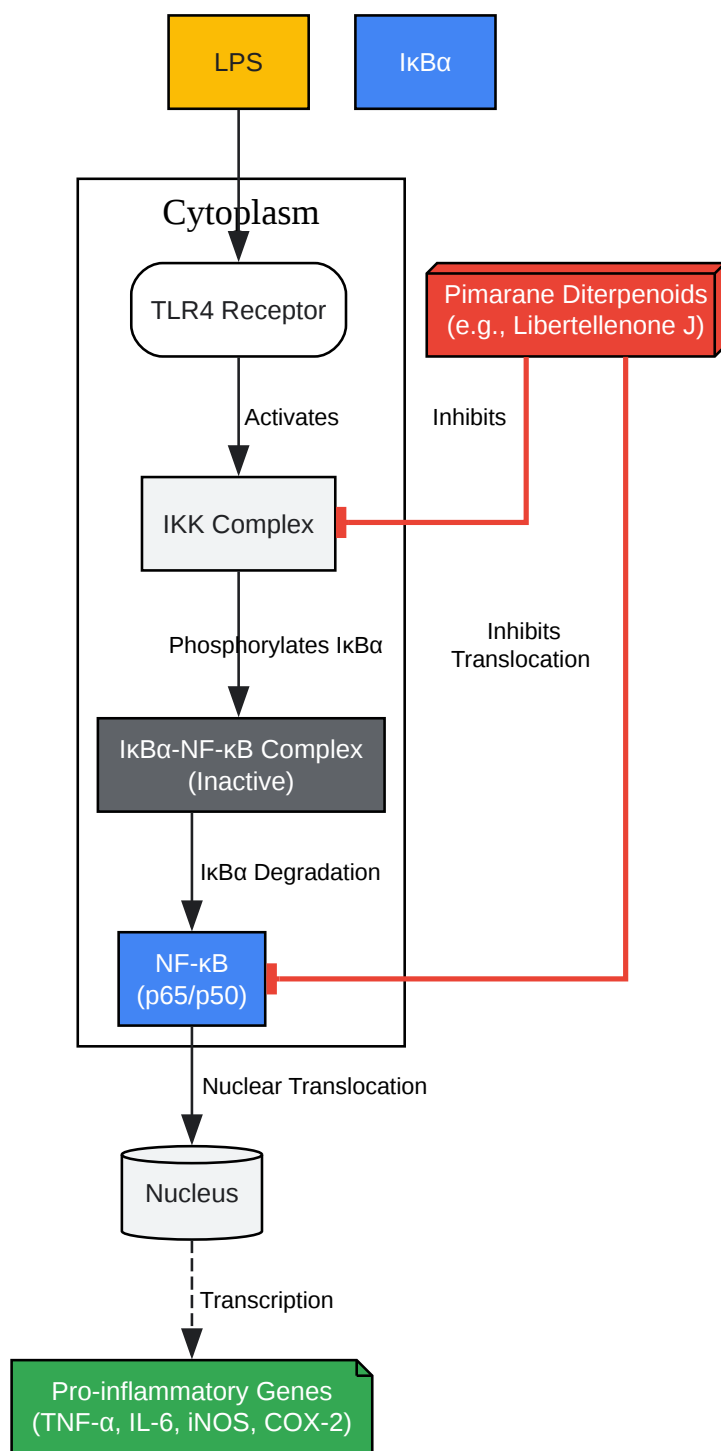 LPS
IκBα
Cytoplasm
TLR4 Receptor
Pimarane Diterpenoids
(e.g., Libertellenone J)
Activates
Inhibits
IKK Complex
Phosphorylates IκBα
Inhibits
Translocation
IκBα-NF-κB Complex
(Inactive)
IκBα Degradation
NF-κB
(p65/p50)
Nuclear Translocation
Nucleus
Transcription
Pro-inflammatory Genes
(TNF-α, IL-6, iNOS, COX-2)